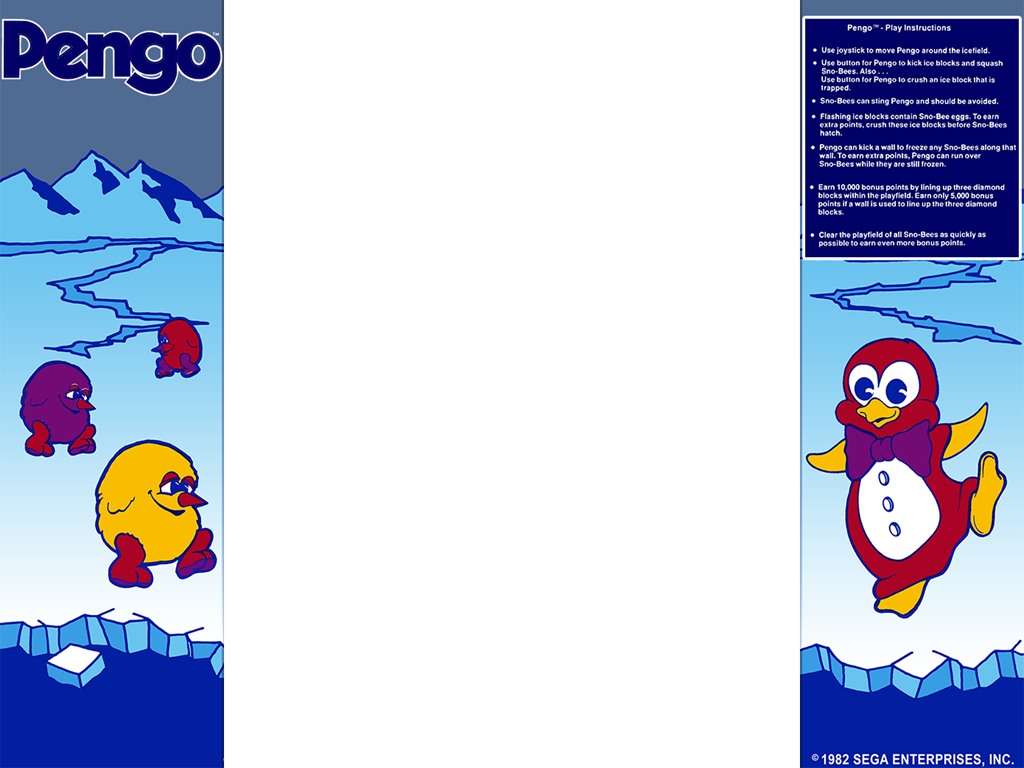 Pengo™
Pengo™ - Play Instructions
• Use joystick to move Pengo around the icefield.
• Use button for Pengo to kick ice blocks and squash
Sno-Bees. Also . . .
Use button for Pengo to crush an ice block that is
trapped.
• Sno-Bees can sting Pengo and should be avoided.
• Flashing ice blocks contain Sno-Bee eggs. To earn
extra points, crush these ice blocks before Sno-Bees
hatch.
• Pengo can kick a wall to freeze any Sno-Bees along that
wall. To earn extra points, Pengo can run over
Sno-Bees while they are still frozen.
• Earn 10,000 bonus points by lining up three diamond
blocks within the playfield. Earn only 5,000 bonus
points if a wall is used to line up the three diamond
blocks.
• Clear the playfield of all Sno-Bees as quickly as
possible to earn even more bonus points.
© 1982 SEGA ENTERPRISES, INC.